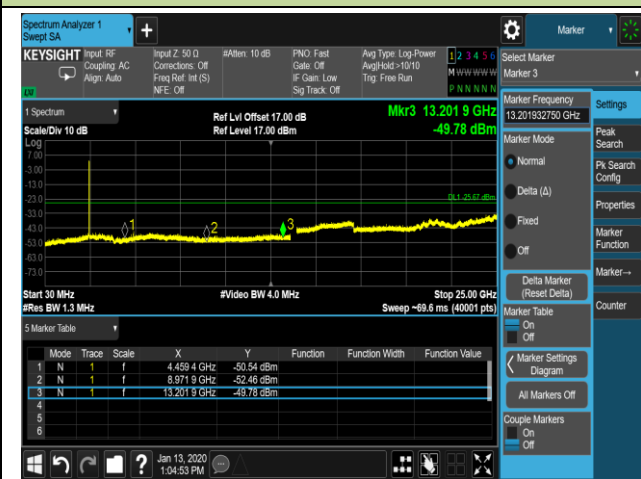 Spectrum Analyzer 1
Swept SA
+
Marker
KEYSIGHT
Input: RF
Coupling: AC
Align: Auto
Input Z: 50 Ω
Corrections: Off
Freq Ref: Int (S)
NFE: Off
#Atten: 10 dB
PNO: Fast
Gate: Off
IF Gain: Low
Sig Track: Off
Avg Type: Log-Power
Avg|Hold:>10/10
Trig: Free Run
1 2 3 4 5 6
M W W W W W
P N N N N N
LXI
Select Marker
Marker 3
1 Spectrum
Scale/Div 10 dB
Ref Lvl Offset 17.00 dB
Ref Level 17.00 dBm
Mkr3 13.201 9 GHz
-49.78 dBm
Log
7.00
-3.00
-13.0
-23.0
-33.0
-43.0
-53.0
-63.0
-73.0
DL1 -25.67 dBm
1
2
3
Start 30 MHz
#Res BW 1.3 MHz
#Video BW 4.0 MHz
Stop 25.00 GHz
Sweep ~69.6 ms (40001 pts)
5 Marker Table
Mode Trace Scale X Y Function Function Width Function Value
1 N 1 f 4.459 4 GHz -50.54 dBm
2 N 1 f 8.971 9 GHz -52.46 dBm
3 N 1 f 13.201 9 GHz -49.78 dBm
4
5
6
Marker Frequency
13.201932750 GHz
Marker Mode
Normal
Delta (Δ)
Fixed
Off
Delta Marker
(Reset Delta)
Marker Table
On
Off
Marker Settings
Diagram
All Markers Off
Couple Markers
On
Off
Settings
Peak
Search
Pk Search
Config
Properties
Marker
Function
Marker→
Counter
?
Jan 13, 2020
1:04:53 PM